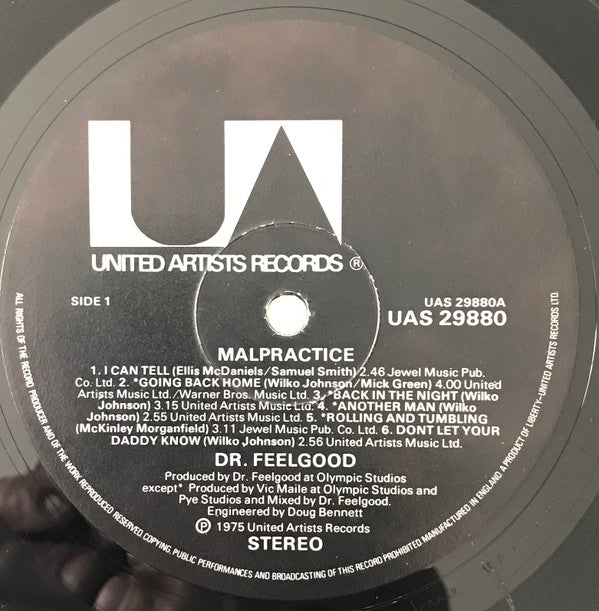 UA
UNITED ARTISTS RECORDS ®
SIDE 1
UAS 29880A
UAS 29880
MALPRACTICE
1. I CAN TELL (Ellis McDaniels/Samuel Smith) 2.46 Jewel Music Pub.
Co. Ltd. 2. *GOING BACK HOME (Wilko Johnson/Mick Green) 4.00 United
Artists Music Ltd./Warner Bros. Music Ltd. 3. *BACK IN THE NIGHT (Wilko
Johnson) 3.15 United Artists Music Ltd. 4. *ANOTHER MAN (Wilko
Johnson) 2.55 United Artists Music Ltd. 5. *ROLLING AND TUMBLING
(McKinley Morganfield) 3.11 Jewel Music Pub. Co. Ltd. 6. DONT LET YOUR
DADDY KNOW (Wilko Johnson) 2.56 United Artists Music Ltd.
DR. FEELGOOD
Produced by Dr. Feelgood at Olympic Studios
except* Produced by Vic Maile at Olympic Studios and
Pye Studios and Mixed by Dr. Feelgood.
Engineered by Doug Bennett
℗ 1975 United Artists Records
STEREO
ALL RIGHTS OF THE RECORD PRODUCER AND OF THE WORK REPRODUCED RESERVED. COPYING, PUBLIC PERFORMANCES AND BROADCASTING OF THIS RECORD PROHIBITED MANUFACTURED IN ENGLAND A PRODUCT OF LIBERTY-UNITED ARTISTS RECORDS LTD.